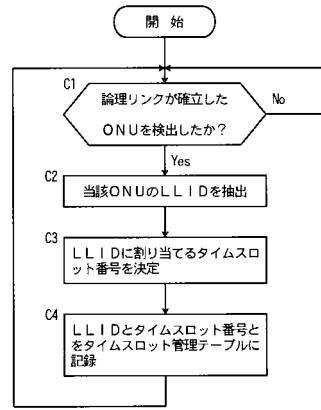 開 始
C1
論理リンクが確立した
ONUを検出したか？
No
Yes
C2
当該ONUのLLIDを抽出
C3
LLIDに割り当てるタイムスロ
ット番号を決定
C4
LLIDとタイムスロット番号と
をタイムスロット管理テーブルに
記録